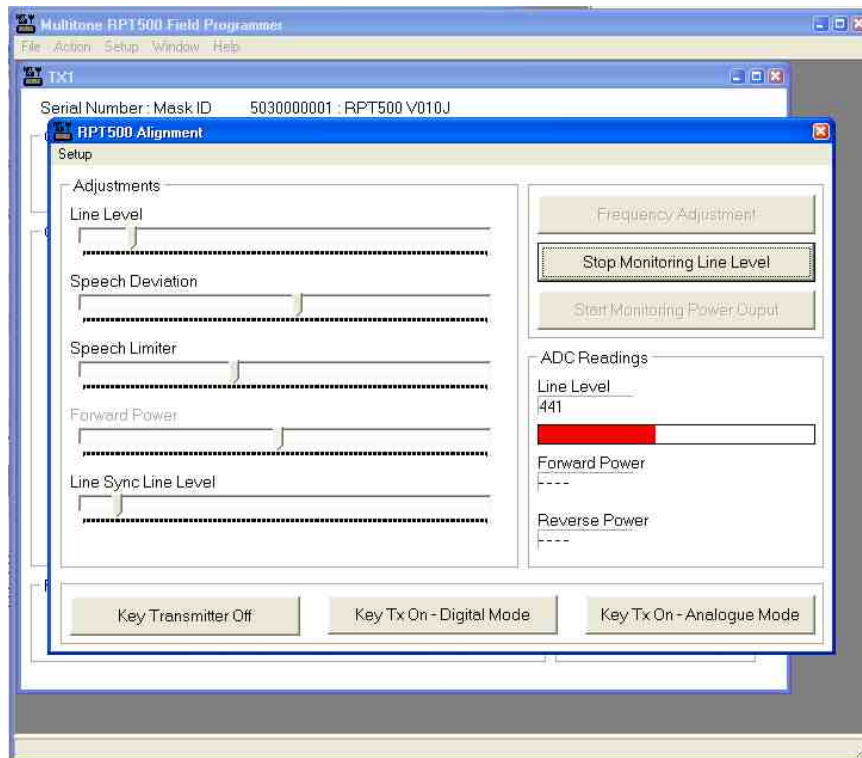 Multitone RPT500 Field Programmer
File Action Setup Window Help
TX1
Serial Number : Mask ID 5030000001 : RPT500 V010J
RPT500 Alignment
Setup
Adjustments
Line Level
Speech Deviation
Speech Limiter
Forward Power
Line Sync Line Level
Frequency Adjustment
Stop Monitoring Line Level
Start Monitoring Power Ouput
ADC Readings
Line Level
441
Forward Power
----
Reverse Power
----
Key Transmitter Off
Key Tx On - Digital Mode
Key Tx On - Analogue Mode